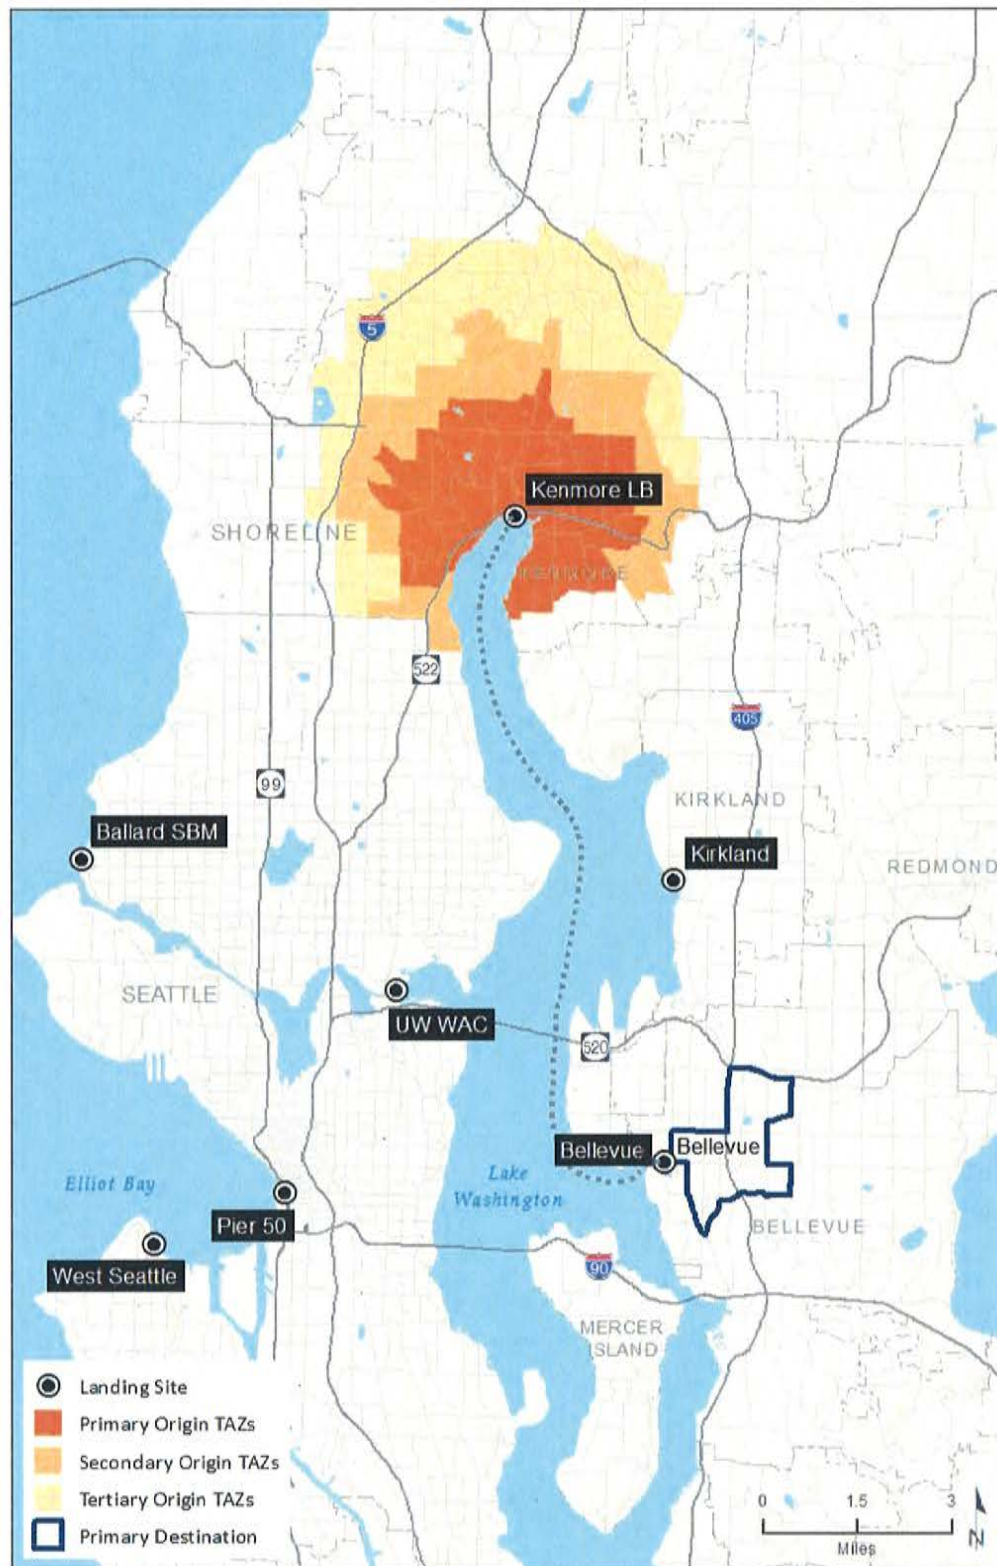 5
Kenmore LB
SHORELINE
KENMORE
522
405
99
KIRKLAND
Ballard SBM
Kirkland
REDMOND
SEATTLE
UW WAC
520
Bellevue
Bellevue
Elliot Bay
Lake
Washington
Pier 50
BELLEVUE
West Seattle
90
MERCER
ISLAND
Landing Site
Primary Origin TAZs
Secondary Origin TAZs
Tertiary Origin TAZs
Primary Destination
0 1.5 3
Miles
N